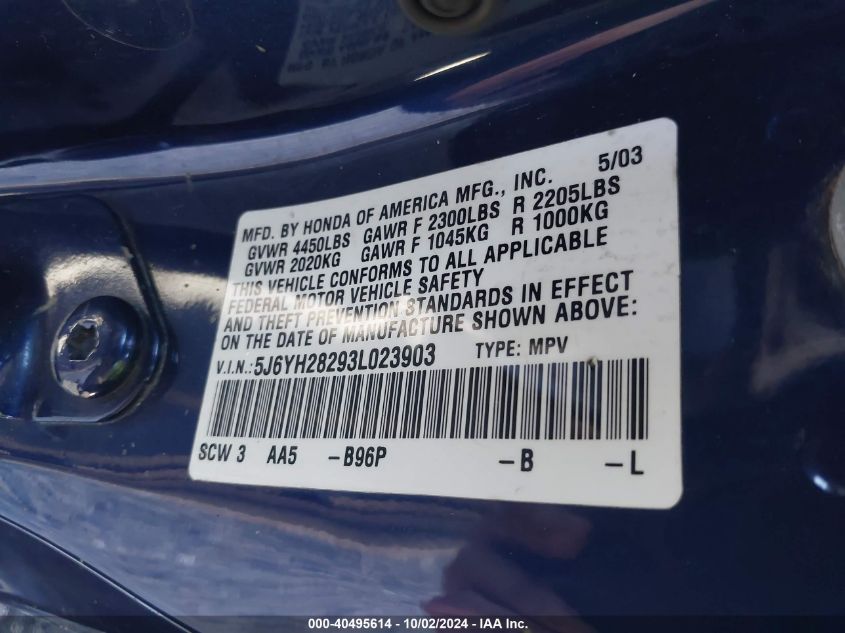 MFD. BY HONDA OF AMERICA MFG., INC. 5/03
GVWR 4450LBS GAWR F 2300LBS R 2205LBS
GVWR 2020KG GAWR F 1045KG R 1000KG
THIS VEHICLE CONFORMS TO ALL APPLICABLE
FEDERAL MOTOR VEHICLE SAFETY
AND THEFT PREVENTION STANDARDS IN EFFECT
ON THE DATE OF MANUFACTURE SHOWN ABOVE:
V.I.N.: 5J6YH28293L023903 TYPE: MPV
SCW 3 AA5 -B96P -B -L
000-40495614 - 10/02/2024 - IAA Inc.